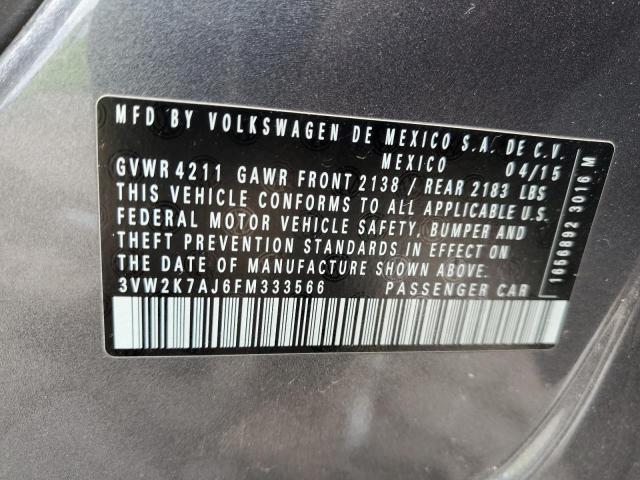 MFD BY VOLKSWAGEN DE MEXICO S.A. DE C.V.
MEXICO 04/15
GVWR 4211 GAWR FRONT 2138 / REAR 2183 LBS
THIS VEHICLE CONFORMS TO ALL APPLICABLE U.S.
FEDERAL MOTOR VEHICLE SAFETY, BUMPER AND
THEFT PREVENTION STANDARDS IN EFFECT ON
THE DATE OF MANUFACTURE SHOWN ABOVE.
3VW2K7AJ6FM333566 PASSENGER CAR
1666892 3016 M